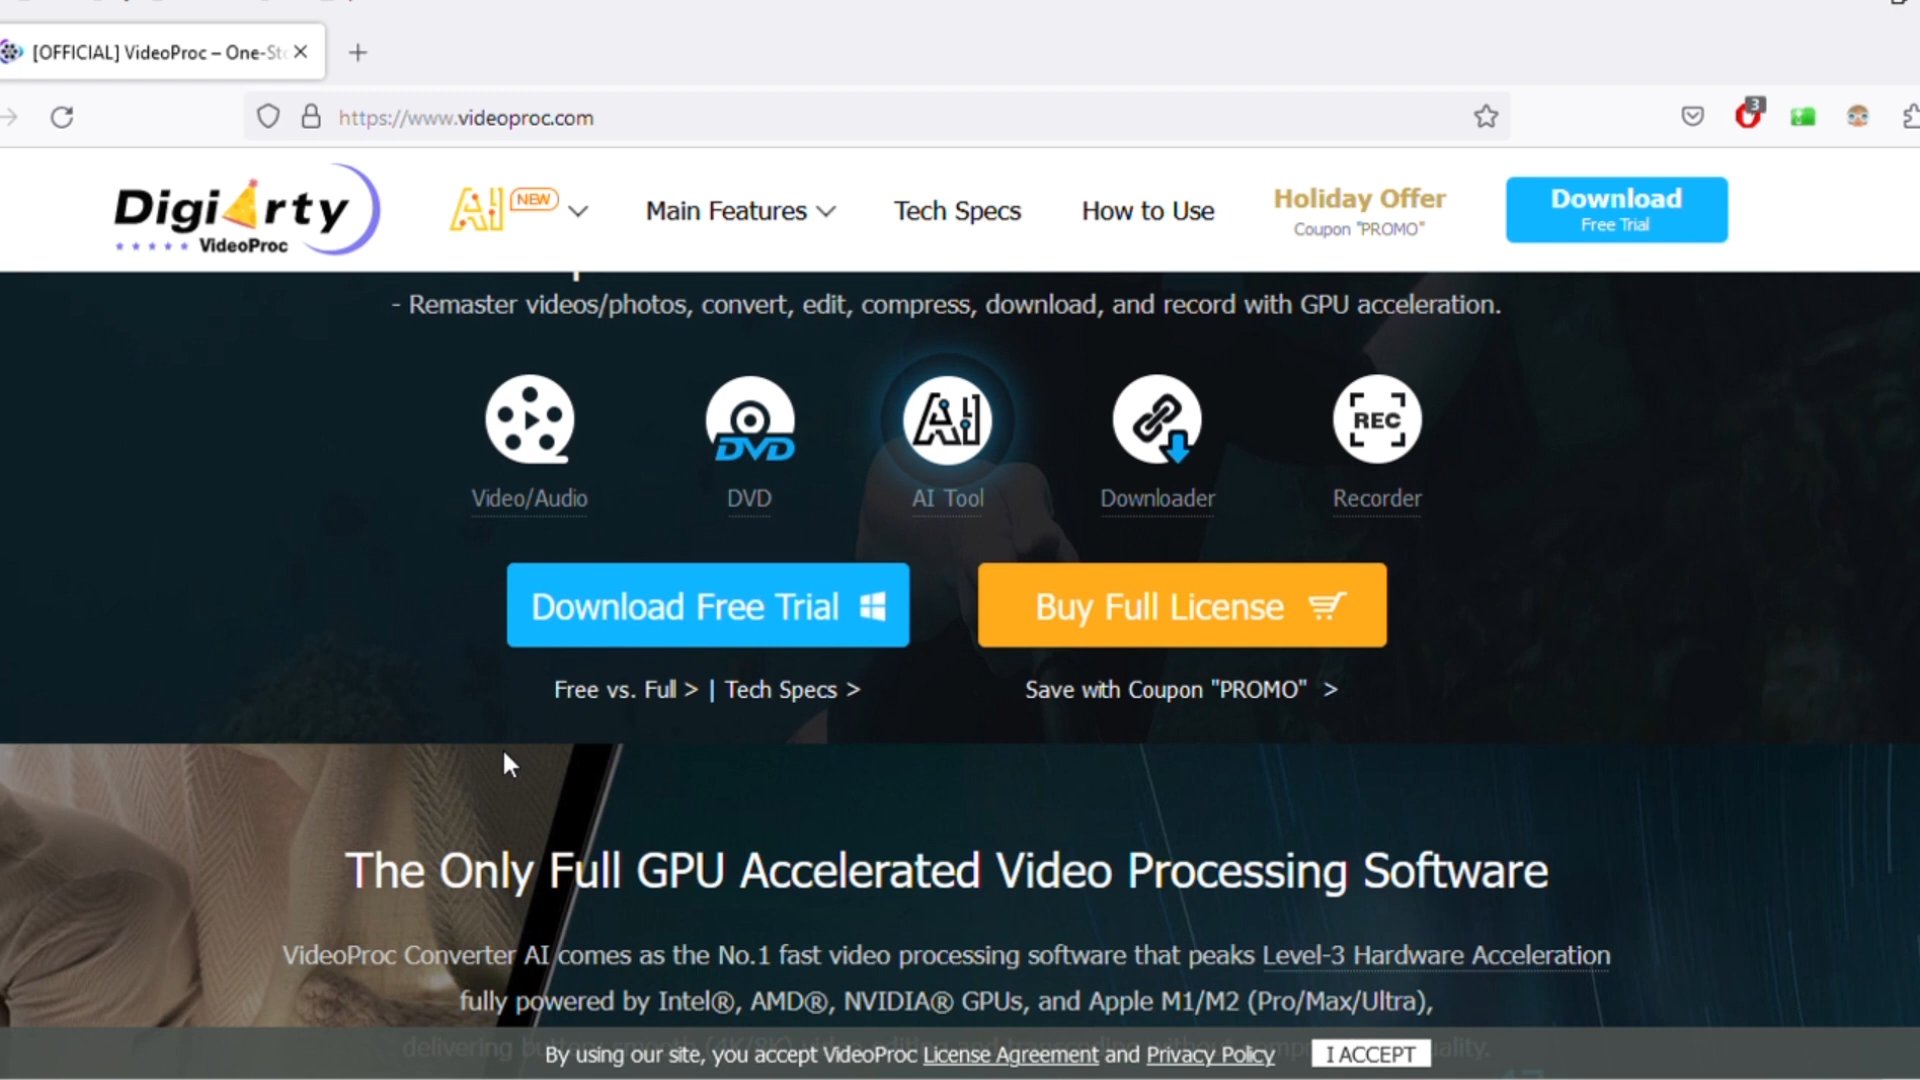 [OFFICIAL] VideoProc – One-Sto
https://www.videoproc.com
3
DigiArty
VideoProc
AI NEW
Main Features
Tech Specs
How to Use
Holiday Offer
Coupon "PROMO"
Download
Free Trial
- Remaster videos/photos, convert, edit, compress, download, and record with GPU acceleration.
DVD
AI
REC
Video/Audio
DVD
AI Tool
Downloader
Recorder
Download Free Trial
Buy Full License
Free vs. Full > | Tech Specs >
Save with Coupon "PROMO" >
The Only Full GPU Accelerated Video Processing Software
VideoProc Converter AI comes as the No.1 fast video processing software that peaks Level-3 Hardware Acceleration
fully powered by Intel®, AMD®, NVIDIA® GPUs, and Apple M1/M2 (Pro/Max/Ultra),
delivering
By using our site, you accept VideoProc License Agreement and Privacy Policy
I ACCEPT